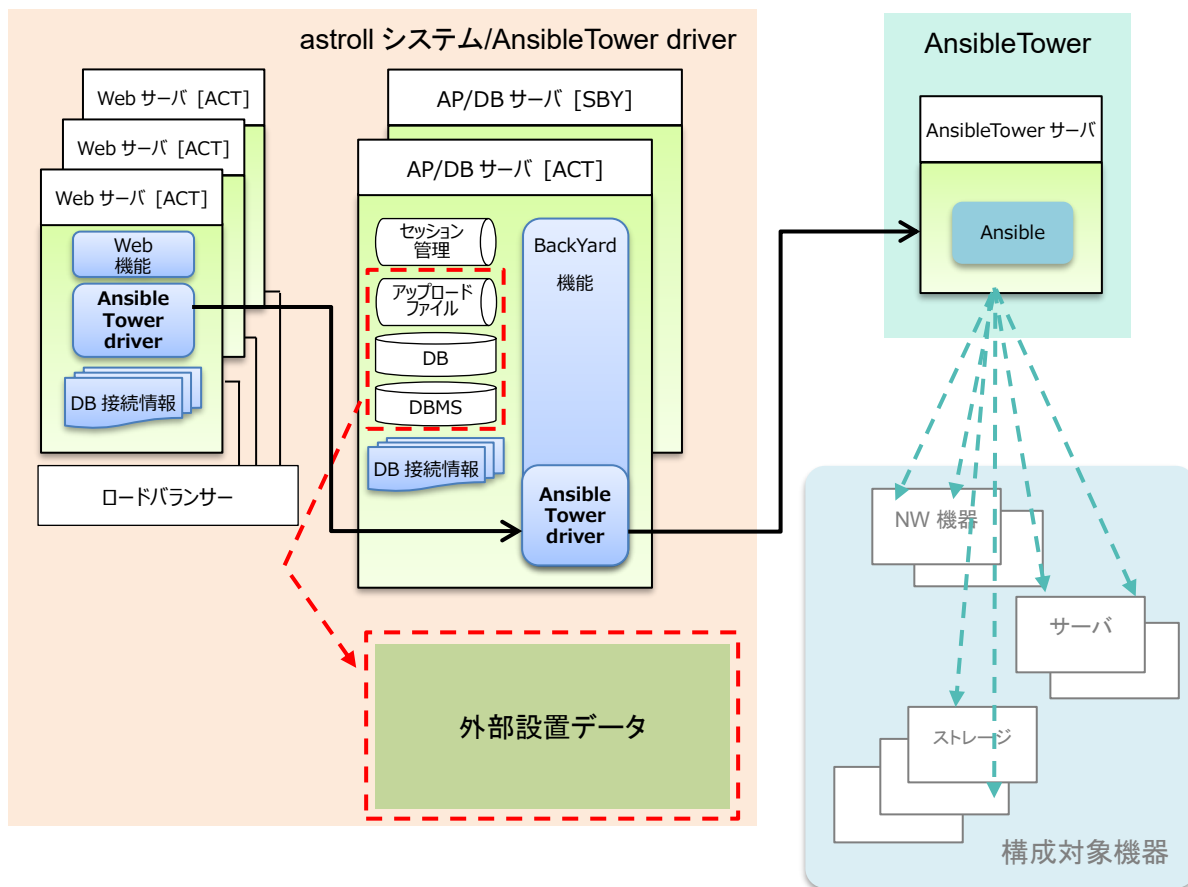 astroll システム/AnsibleTower driver
Web サーバ [ACT]
Web サーバ [ACT]
Web サーバ [ACT]
Web
機能
Ansible
Tower
driver
DB 接続情報
ロードバランサー
AP/DB サーバ [SBY]
AP/DB サーバ [ACT]
セッション
管理
アップロード
ファイル
DB
DBMS
DB 接続情報
BackYard
機能
Ansible
Tower
driver
外部設置データ
AnsibleTower
AnsibleTower サーバ
Ansible
NW 機器
サーバ
ストレージ
構成対象機器